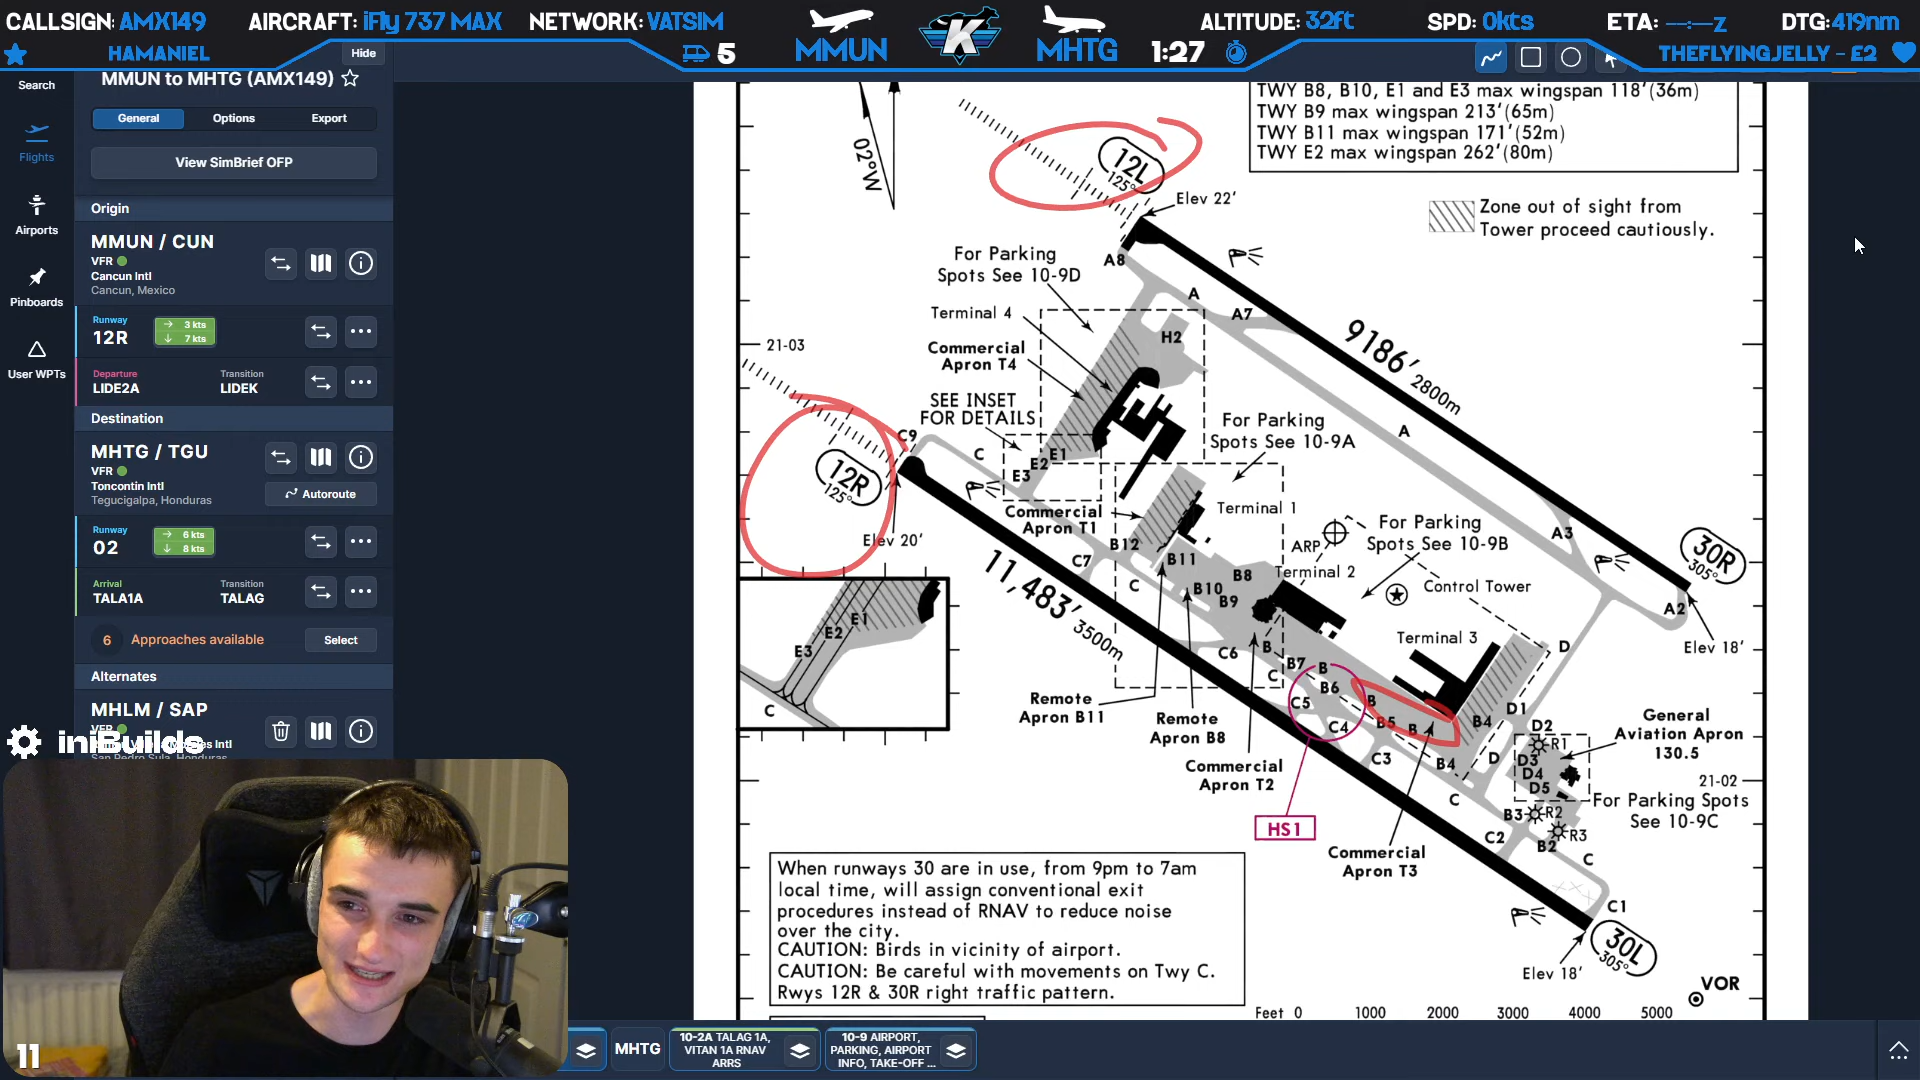 CALLSIGN: AMX149
AIRCRAFT: iFly 737 MAX
NETWORK: VATSIM
MMUN
K
MHTG
ALTITUDE: 32ft
SPD: 0kts
ETA: --:--Z
DTG:419nm
HAMANIEL
5
1:27
THEFLYINGJELLY - £2
Hide
Search
Flights
Airports
Pinboards
User WPTs
MMUN to MHTG (AMX149)
General
Options
Export
View SimBrief OFP
Origin
MMUN / CUN
VFR
Cancun Intl
Cancun, Mexico
Runway
12R
3 kts
7 kts
Departure
LIDE2A
Transition
LIDEK
Destination
MHTG / TGU
VFR
Toncontin Intl
Tegucigalpa, Honduras
Autoroute
Runway
02
6 kts
8 kts
Arrival
TALA1A
Transition
TALAG
6 Approaches available
Select
Alternates
MHLM / SAP
iniBuilds
11
TWY B8, B10, E1 and E3 max wingspan 118'(36m)
TWY B9 max wingspan 213'(65m)
TWY B11 max wingspan 171'(52m)
TWY E2 max wingspan 262'(80m)
Zone out of sight from
Tower proceed cautiously.
02°W
12L
125°
Elev 22'
A8
For Parking
Spots See 10-9D
A
A7
Terminal 4
H2
Commercial
Apron T4
21-03
9186' 2800m
SEE INSET
FOR DETAILS
For Parking
Spots See 10-9A
A
C9
C
E1
E2
E3
12R
125°
Elev 20'
Commercial
Apron T1
Terminal 1
B12
B11
C7
C
B10
B8
B9
ARP
For Parking
Spots See 10-9B
Terminal 2
Control Tower
A3
30R
305°
A2
Elev 18'
11,483' 3500m
E1
E2
E3
C
C6
B
C
B7
B
B6
C5
C4
B
B5
B
Terminal 3
B4
D
D1
D2
R1
D
D3
D4
D5
B4
C3
C
B3
R2
R3
B2
C2
C
C1
General
Aviation Apron
130.5
21-02
For Parking Spots
See 10-9C
Remote
Apron B11
Remote
Apron B8
Commercial
Apron T2
HS1
Commercial
Apron T3
30L
305°
Elev 18'
VOR
When runways 30 are in use, from 9pm to 7am
local time, will assign conventional exit
procedures instead of RNAV to reduce noise
over the city.
CAUTION: Birds in vicinity of airport.
CAUTION: Be careful with movements on Twy C.
Rwys 12R & 30R right traffic pattern.
Feet 0 1000 2000 3000 4000 5000
MHTG
10-2A TALAG 1A,
VITAN 1A RNAV
ARRS
10-9 AIRPORT,
PARKING, AIRPORT
INFO, TAKE-OFF ...